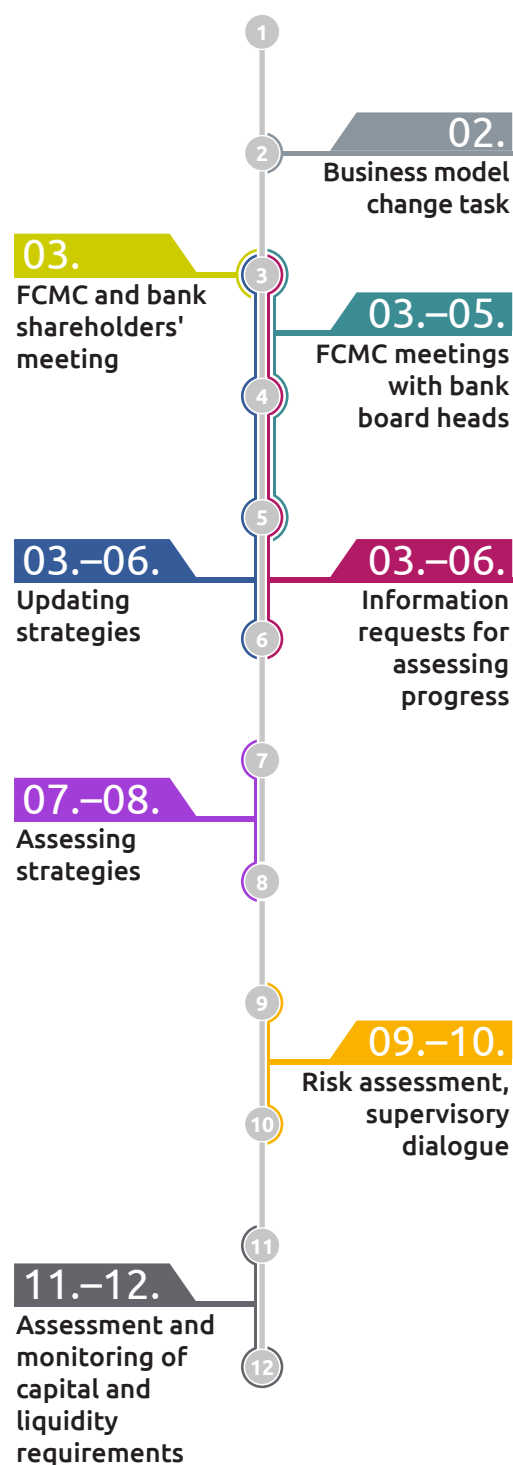 1
02.
2
Business model
change task
03.
3
FCMC and bank
shareholders'
meeting
03.–05.
FCMC meetings
with bank
board heads
4
5
03.–06.
Updating
strategies
03.–06.
Information
requests for
assessing
progress
6
7
07.–08.
Assessing
strategies
8
9
09.–10.
Risk assessment,
supervisory
dialogue
10
11
11.–12.
Assessment and
monitoring of
capital and
liquidity
requirements
12